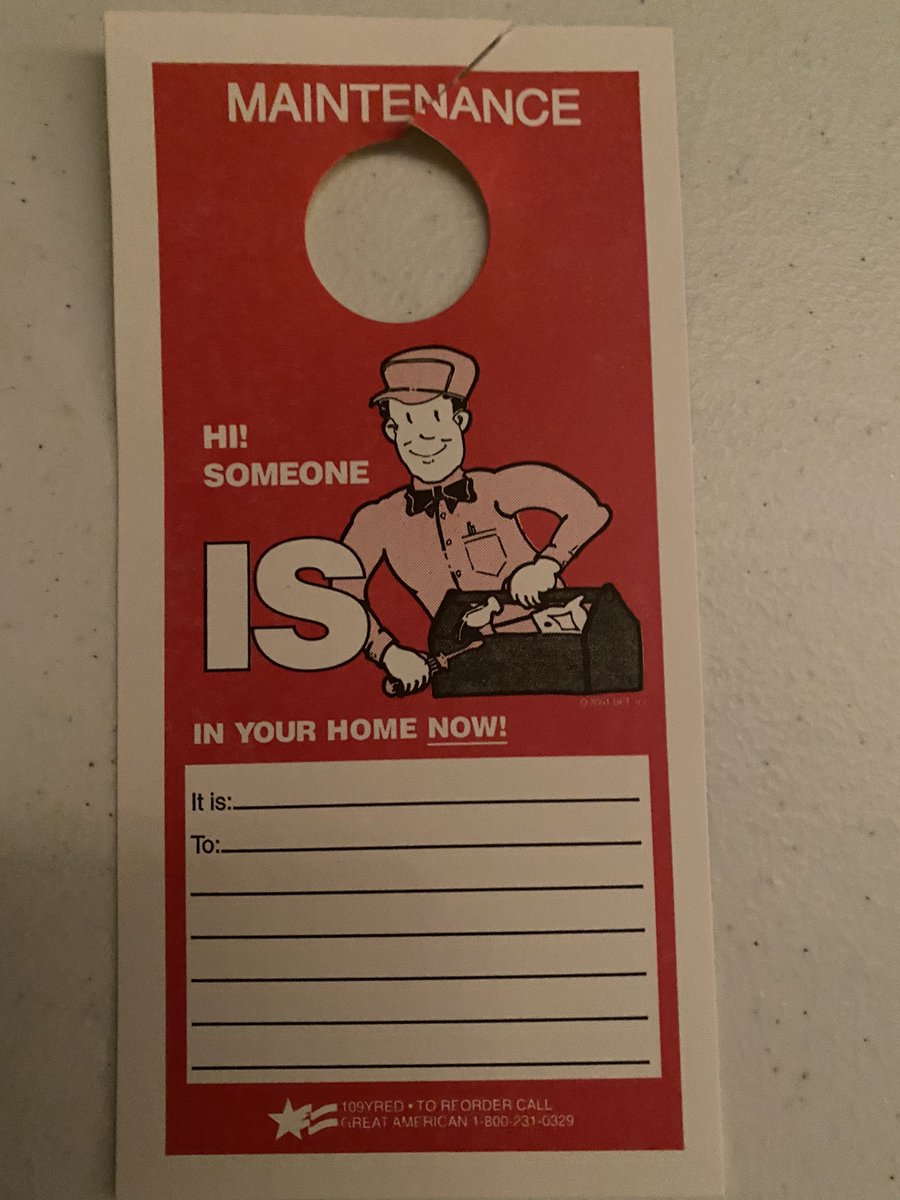 MAINTENANCE
HI!
SOMEONE
IS
IN YOUR HOME NOW!
It is:
To:
109YRED • TO REORDER CALL
GREAT AMERICAN 1-800-231-0329